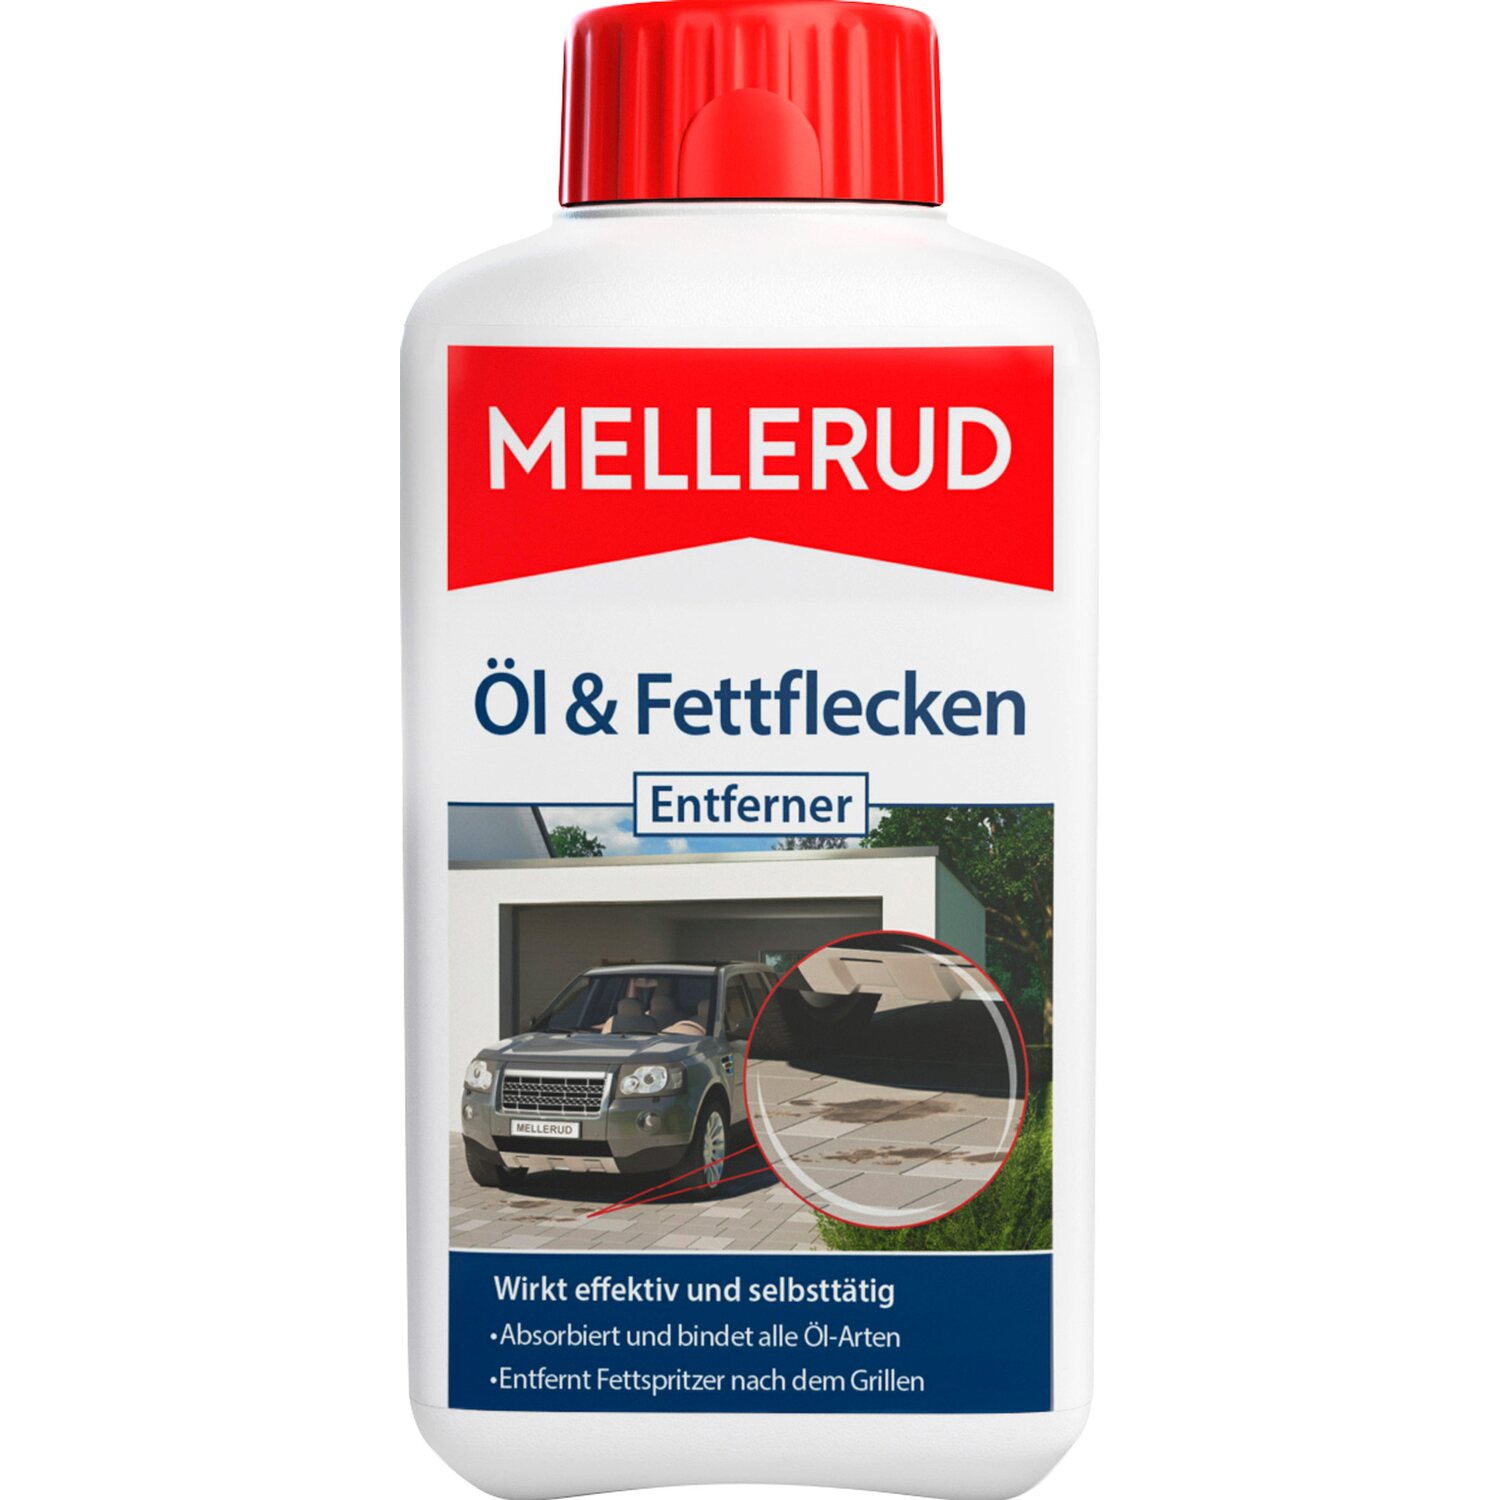 MELLERUD
Öl & Fettflecken
Entferner
MELLERUD
Wirkt effektiv und selbsttätig
•Absorbiert und bindet alle Öl-Arten
•Entfernt Fettspritzer nach dem Grillen